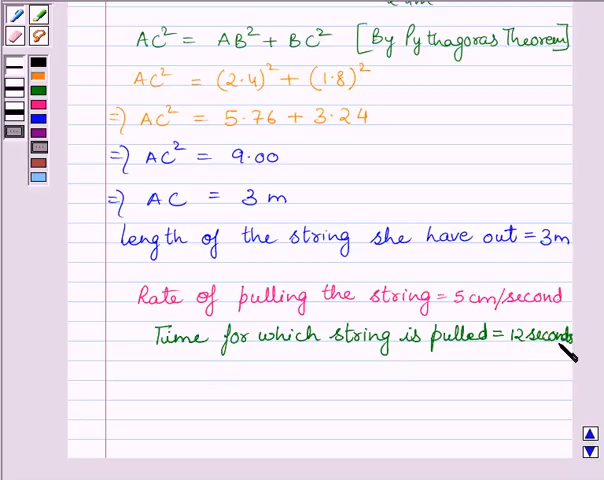 AC² = AB² + BC² [By Pythagoras Theorem]
AC² = (2.4)² + (1.8)²
=) AC² = 5.76 + 3.24
=) AC² = 9.00
=) AC = 3 m
length of the string she have out = 3m
Rate of pulling the string = 5 cm/second
Time for which string is pulled = 12 seconds